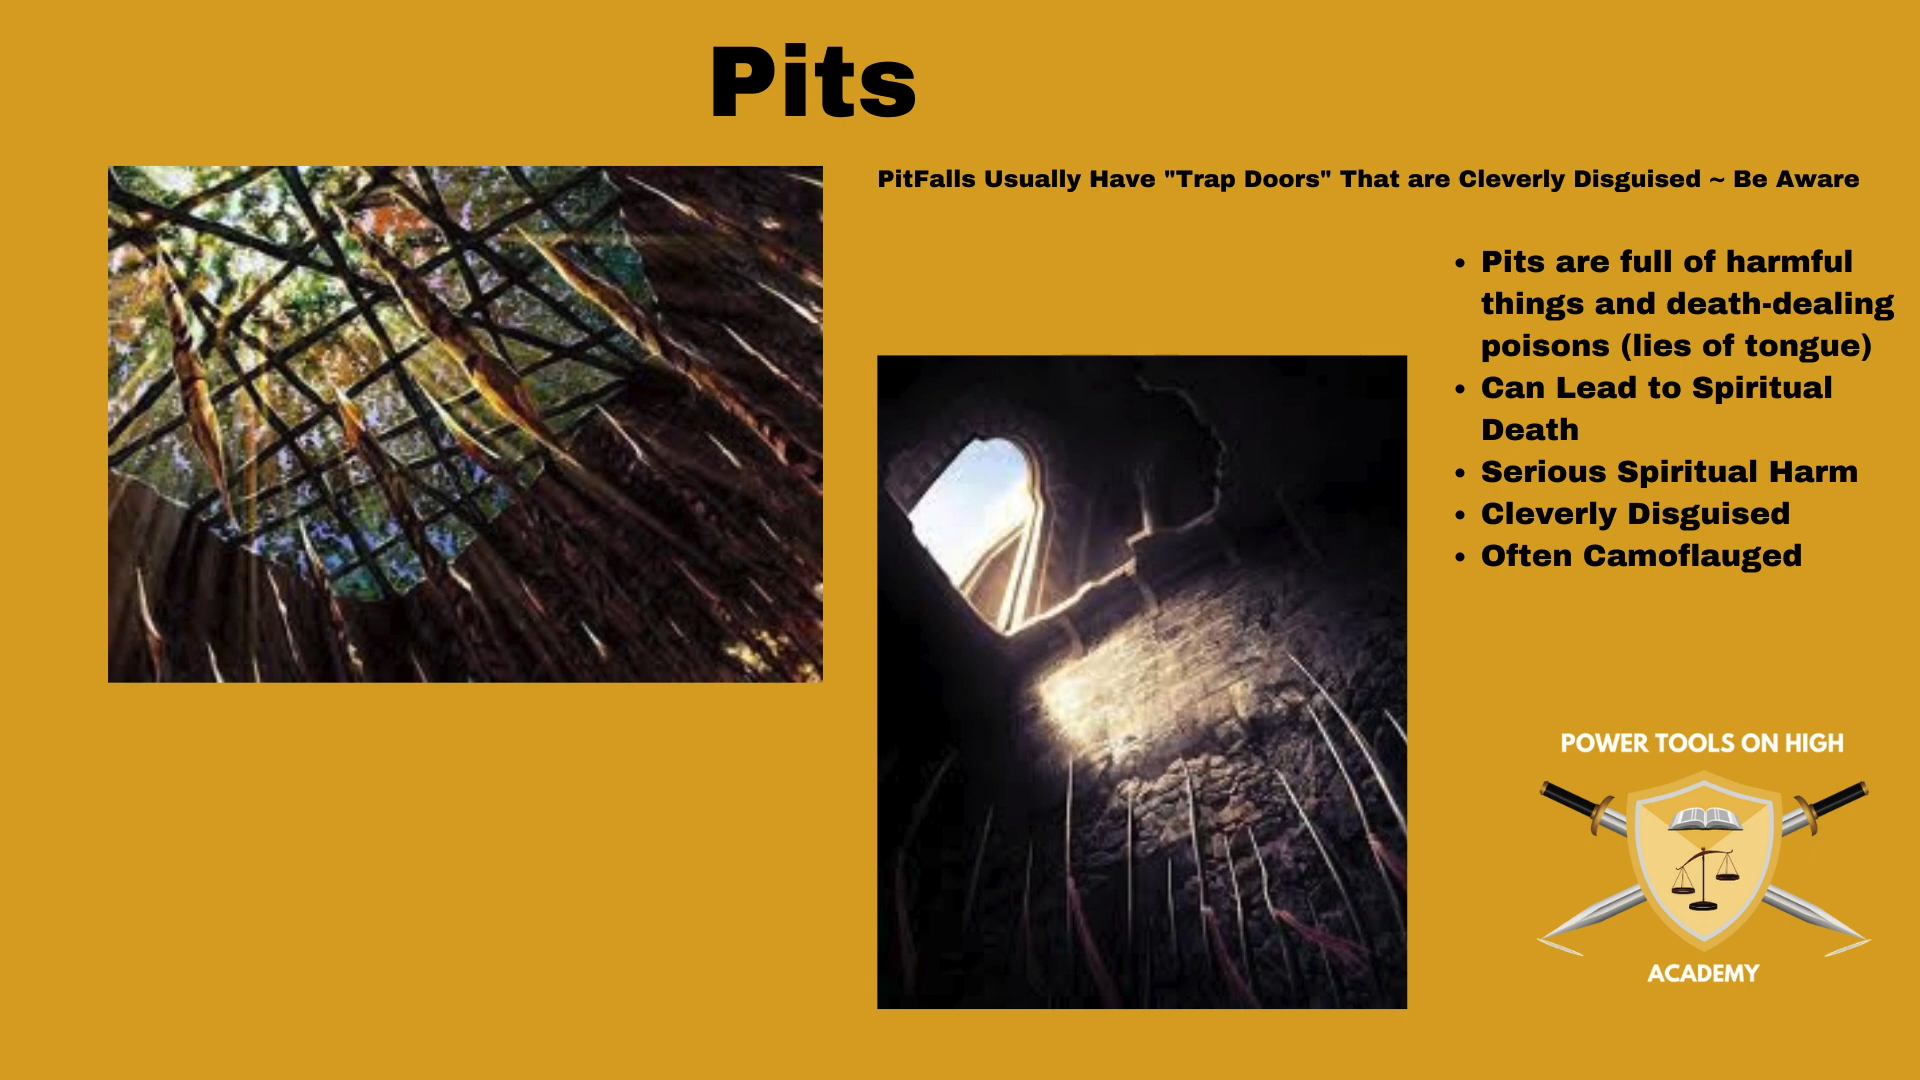 Pits
PitFalls Usually Have "Trap Doors" That are Cleverly Disguised ~ Be Aware
• Pits are full of harmful
things and death-dealing
poisons (lies of tongue)
• Can Lead to Spiritual
Death
• Serious Spiritual Harm
• Cleverly Disguised
• Often Camoflauged
POWER TOOLS ON HIGH
ACADEMY